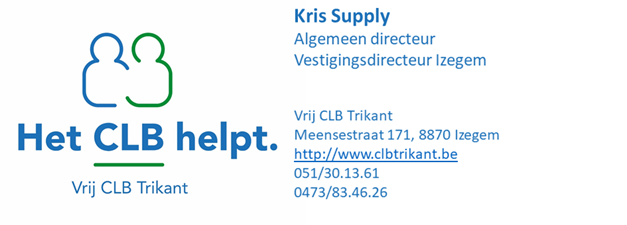 Het CLB helpt.
Vrij CLB Trikant
Kris Supply
Algemeen directeur
Vestigingsdirecteur Izegem
Vrij CLB Trikant
Meensestraat 171, 8870 Izegem
http://www.clbtrikant.be
051/30.13.61
0473/83.46.26